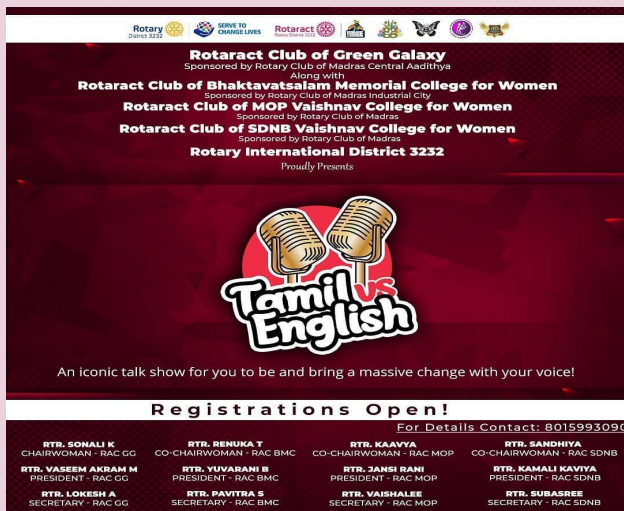 Rotary
District 3232
SERVE TO
CHANGE LIVES
Rotaract
Rotary District 3232
Rotaract Club of Green Galaxy
Sponsored by Rotary Club of Madras Central Aadithya
Along with
Rotaract Club of Bhaktavatsalam Memorial College for Women
Sponsored by Rotary Club of Madras Industrial City
Rotaract Club of MOP Vaishnav College for Women
Sponsored by Rotary Club of Madras
Rotaract Club of SDNB Vaishnav College for Women
Sponsored by Rotary Club of Madras
Rotary International District 3232
Proudly Presents
Tamil vs
English
An iconic talk show for you to be and bring a massive change with your voice!
Registrations Open!
For Details Contact: 8015993090
RTR. SONALI K RTR. RENUKA T RTR. KAAVYA RTR. SANDHIYA
CHAIRWOMAN - RAC GG CO-CHAIRWOMAN - RAC BMC CO-CHAIRWOMAN - RAC MOP CO-CHAIRWOMAN - RAC SDNB
RTR. VASEEM AKRAM M RTR. YUVARANI B RTR. JANSI RANI RTR. KAMALI KAVIYA
PRESIDENT - RAC GG PRESIDENT - RAC BMC PRESIDENT - RAC MOP PRESIDENT - RAC SDNB
RTR. LOKESH A RTR. PAVITRA S RTR. VAISHALEE RTR. SUBASREE
SECRETARY - RAC GG SECRETARY - RAC BMC SECRETARY - RAC MOP SECRETARY - RAC SDNB